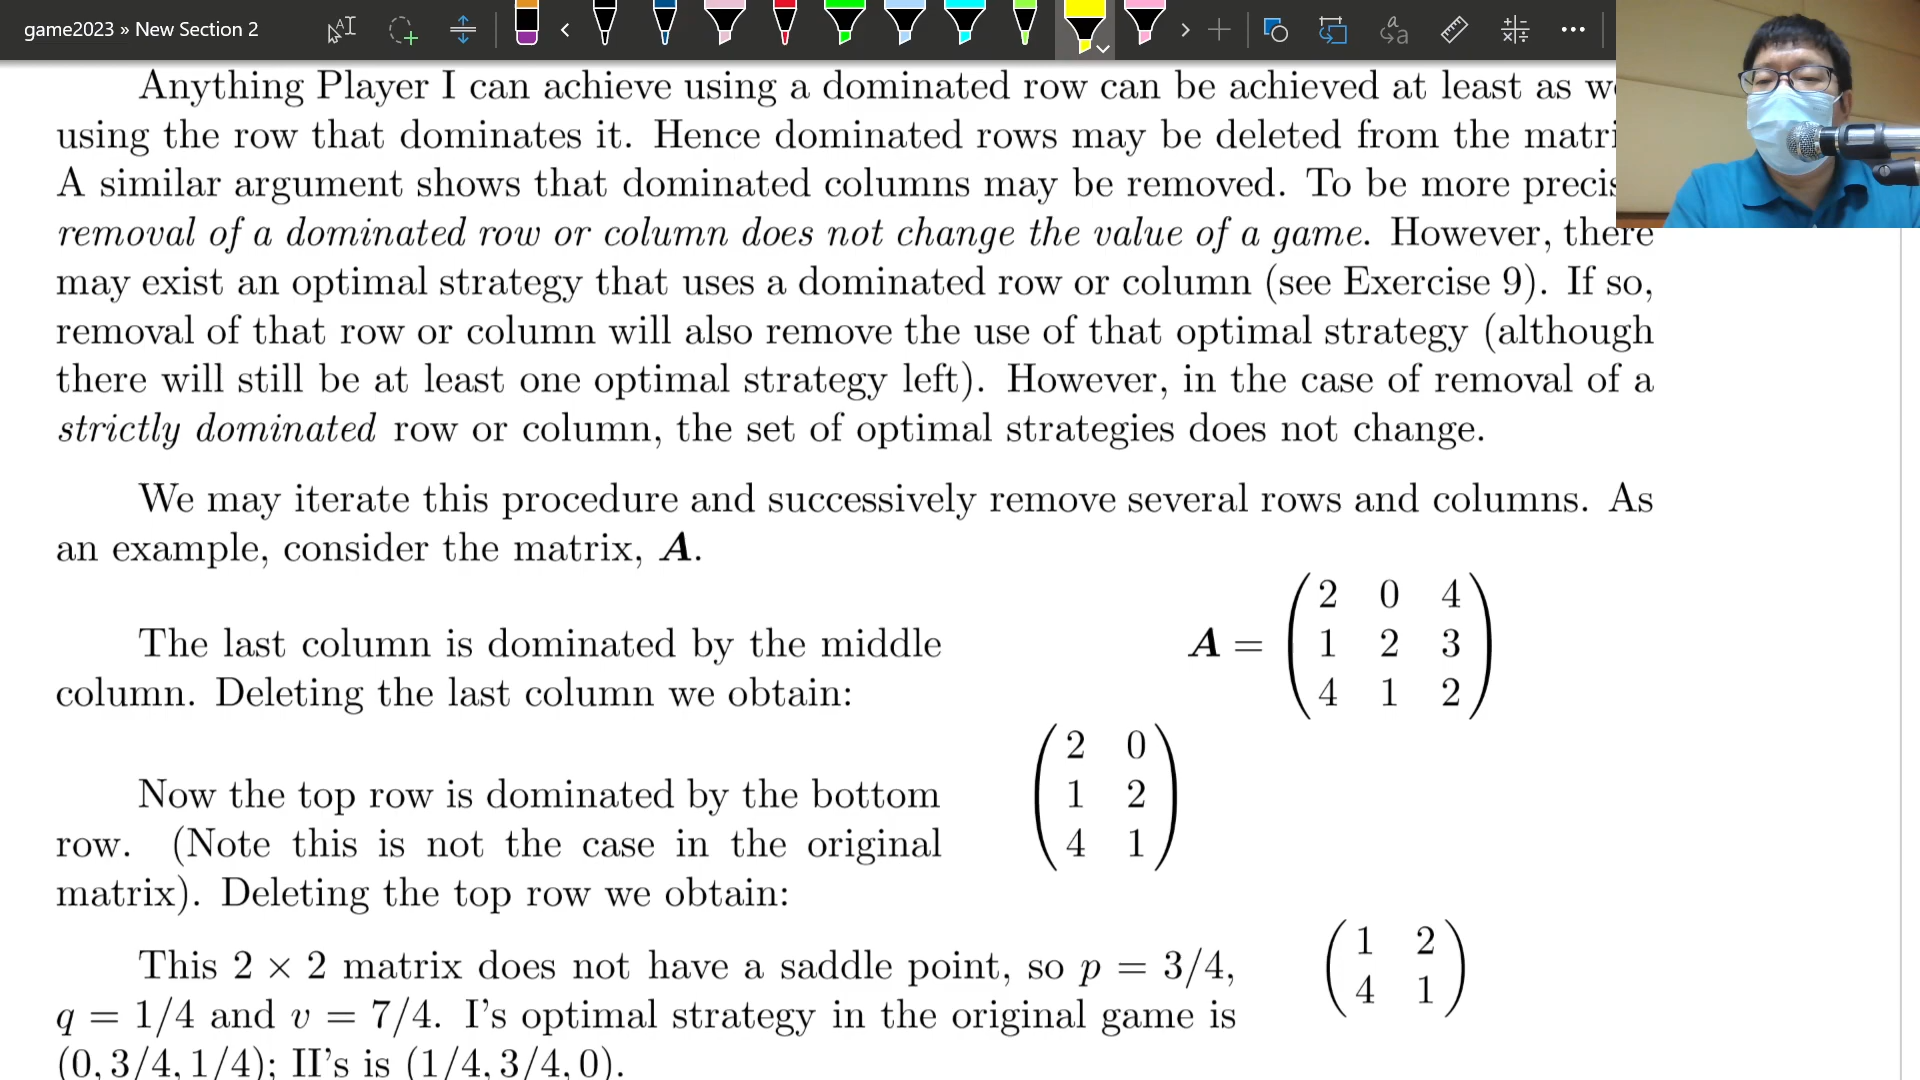 game2023 » New Section 2
Anything Player I can achieve using a dominated row can be achieved at least as
using the row that dominates it. Hence dominated rows may be deleted from the
A similar argument shows that dominated columns may be removed. To be more
removal of a dominated row or column does not change the value of a game. However, there
may exist an optimal strategy that uses a dominated row or column (see Exercise 9). If so,
removal of that row or column will also remove the use of that optimal strategy (although
there will still be at least one optimal strategy left). However, in the case of removal of a
strictly dominated row or column, the set of optimal strategies does not change.
We may iterate this procedure and successively remove several rows and columns. As
an example, consider the matrix, A.
2 0 4
The last column is dominated by the middle A = 1 2 3
column. Deleting the last column we obtain: 4 1 2
2 0
Now the top row is dominated by the bottom 1 2
row. (Note this is not the case in the original 4 1
matrix). Deleting the top row we obtain:
1 2
This 2 × 2 matrix does not have a saddle point, so p = 3/4, 4 1
q = 1/4 and v = 7/4. I's optimal strategy in the original game is
(0, 3/4, 1/4); II's is (1/4, 3/4, 0).